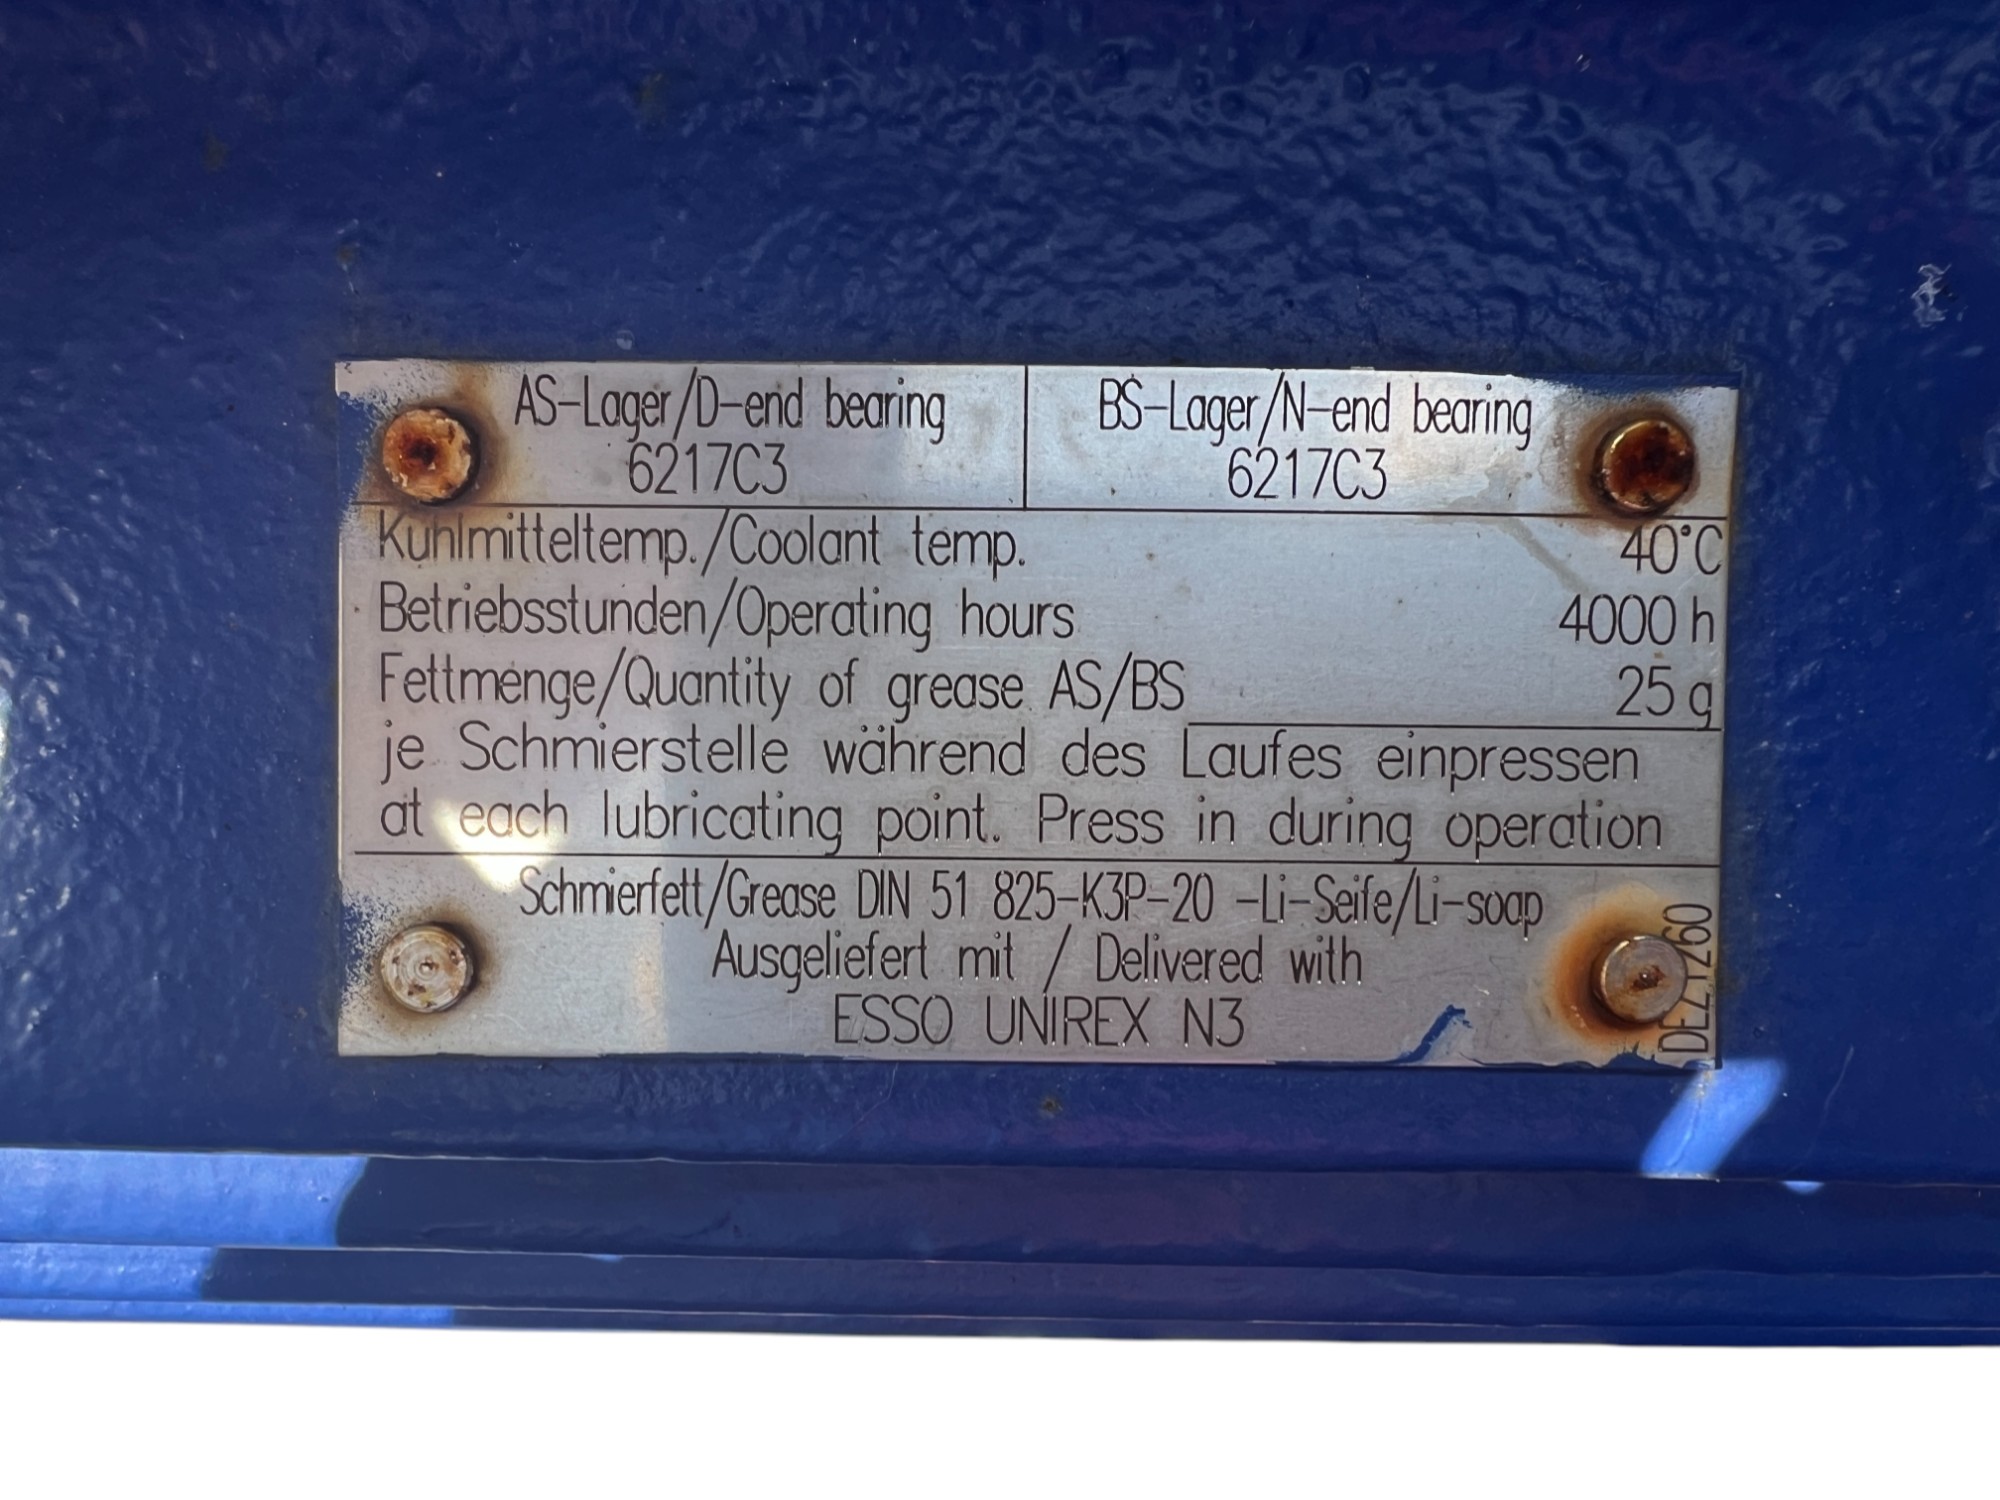 AS-Lager/D-end bearing
6217C3
BS-Lager/N-end bearing
6217C3
Kühlmitteltemp./Coolant temp. 40°C
Betriebsstunden/Operating hours 4000 h
Fettmenge/Quantity of grease AS/BS 25 g
je Schmierstelle während des Laufes einpressen
at each lubricating point. Press in during operation
Schmierfett/Grease DIN 51 825-K3P-20 -Li-Seife/Li-soap
Ausgeliefert mit / Delivered with
ESSO UNIREX N3